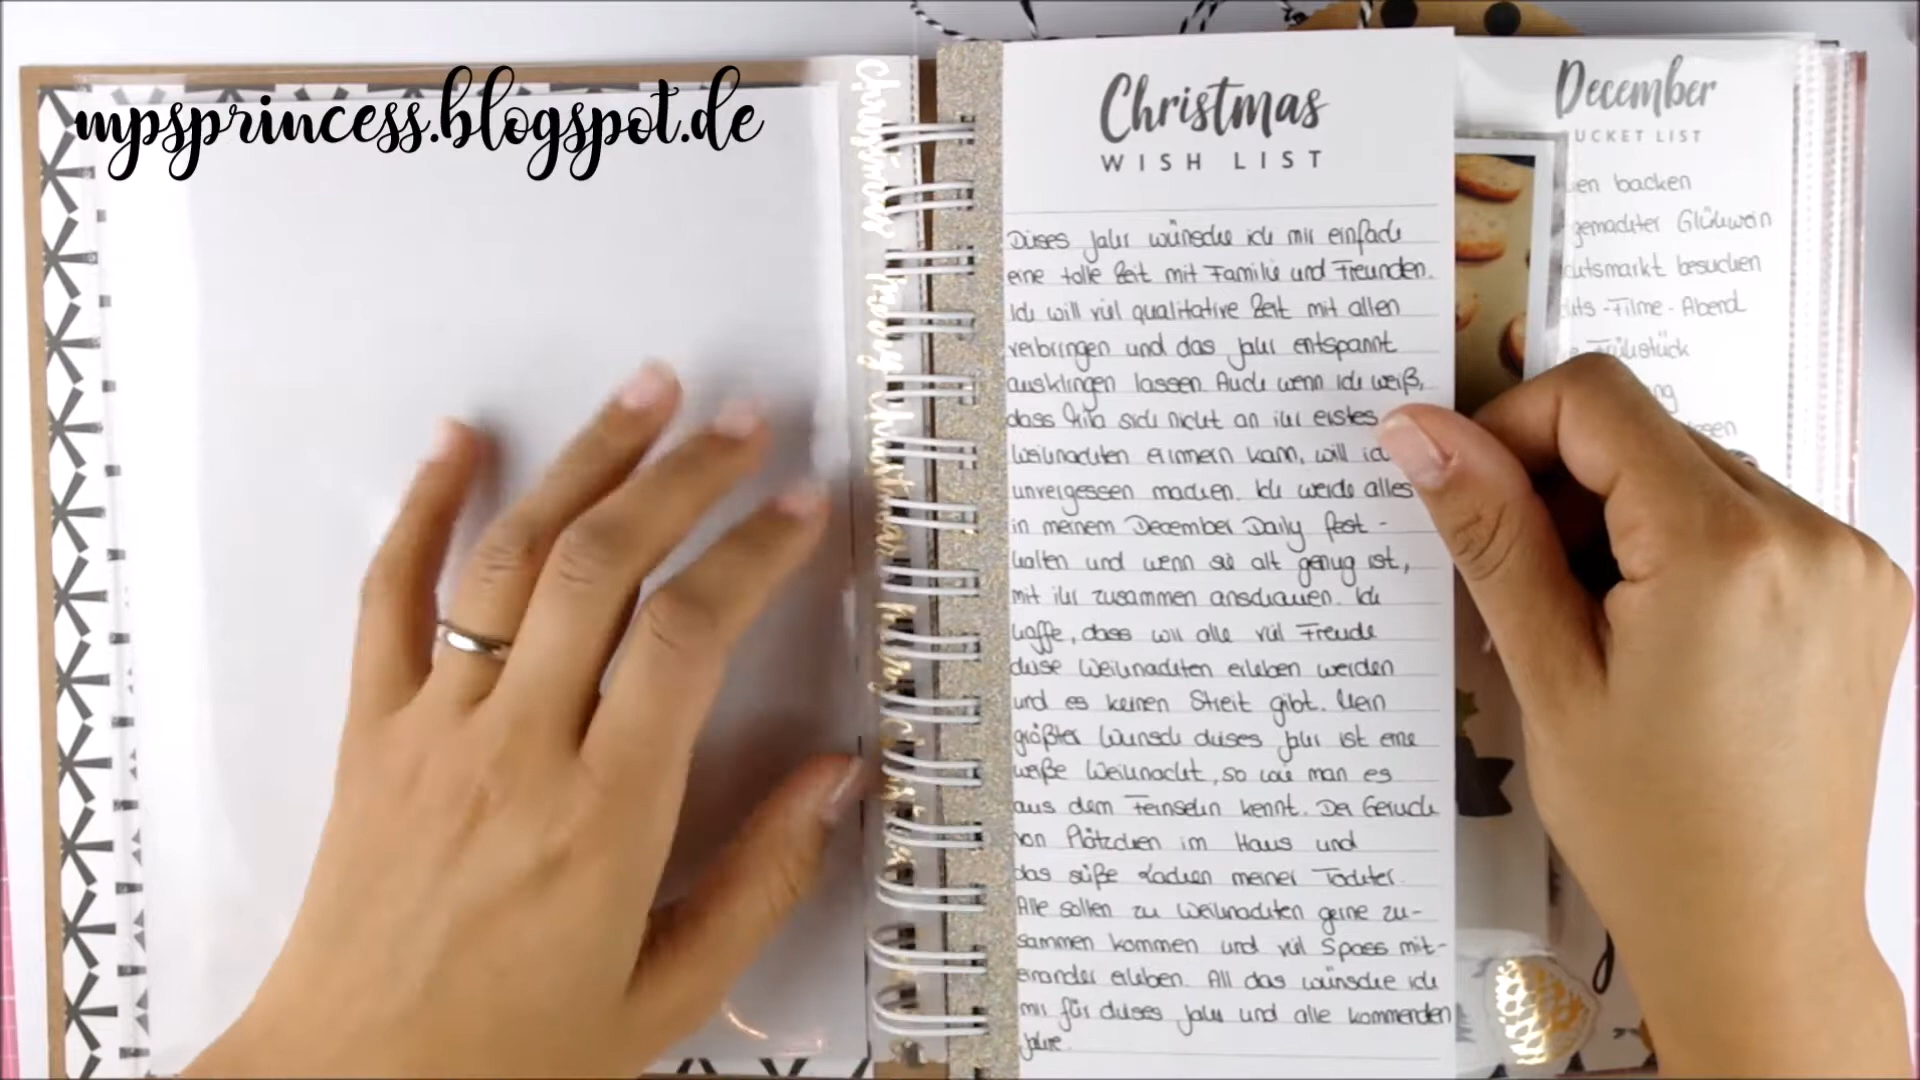 mpsprincess.blogspot.de
Christmas
WISH LIST
Dieses Jahr wünsche ich mir einfach
eine tolle Zeit mit Familie und Freunden.
Ich will viel qualitative Zeit mit allen
verbringen und das Jahr entspannt
ausklingen lassen. Auch wenn ich weiß,
dass sich nicht an ihr erstes
Weihnachten erinnern kann, will ich
unvergessen machen. Ich werde alles
in meinem December Daily fest-
halten und wenn sie alt genug ist,
mit ihr zusammen anschauen. Ich
hoffe, dass wir alle viel Freude
diese Weihnachten erleben werden
und es keinen Streit gibt. Mein
größter Wunsch dieses Jahr ist eine
weiße Weihnacht, so wie man es
aus dem Fernsehn kennt. Der Geruch
von Plätzchen im Haus und
das süße Lachen meiner Tochter.
Alle sollen zu Weihnachten gerne zu-
sammen kommen und viel Spass mit-
einander erleben. All das wünsche ich
mir für dieses Jahr und alle kommenden
Jahre.
December
UCKET LIST
en backen
gemachter Glühwein
chtsmarkt besuchen
hts-Filme-Abend
e Frühstück
ng
esen